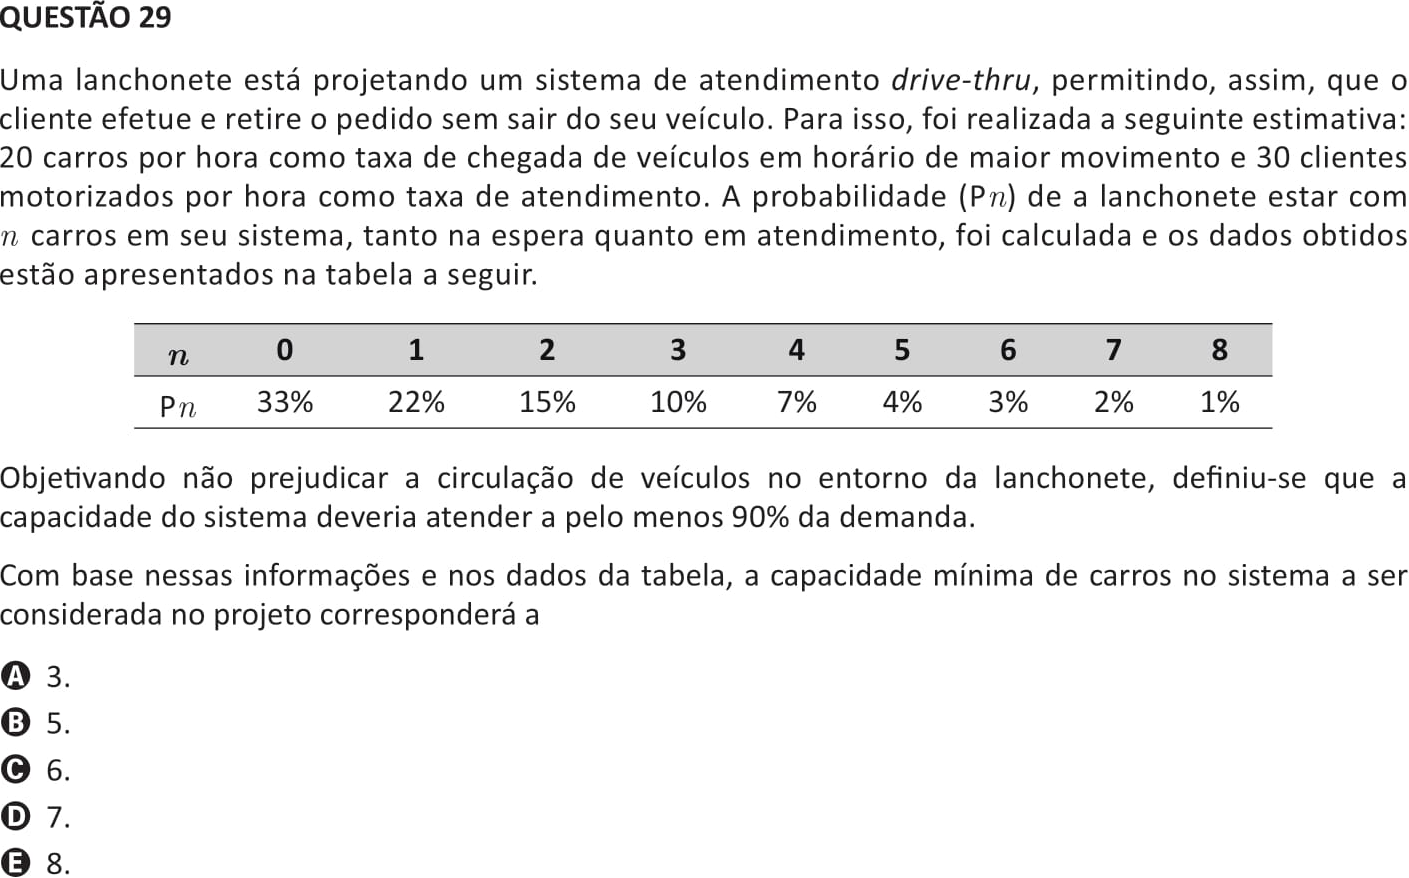 QUESTÃO 29
Uma lanchonete está projetando um sistema de atendimento drive-thru, permitindo, assim, que o
cliente efetue e retire o pedido sem sair do seu veículo. Para isso, foi realizada a seguinte estimativa:
20 carros por hora como taxa de chegada de veículos em horário de maior movimento e 30 clientes
motorizados por hora como taxa de atendimento. A probabilidade (Pn) de a lanchonete estar com
n carros em seu sistema, tanto na espera quanto em atendimento, foi calculada e os dados obtidos
estão apresentados na tabela a seguir.
n 0 1 2 3 4 5 6 7 8
Pn 33% 22% 15% 10% 7% 4% 3% 2% 1%
Objetivando não prejudicar a circulação de veículos no entorno da lanchonete, definiu-se que a
capacidade do sistema deveria atender a pelo menos 90% da demanda.
Com base nessas informações e nos dados da tabela, a capacidade mínima de carros no sistema a ser
considerada no projeto corresponderá a
A 3.
B 5.
C 6.
D 7.
E 8.